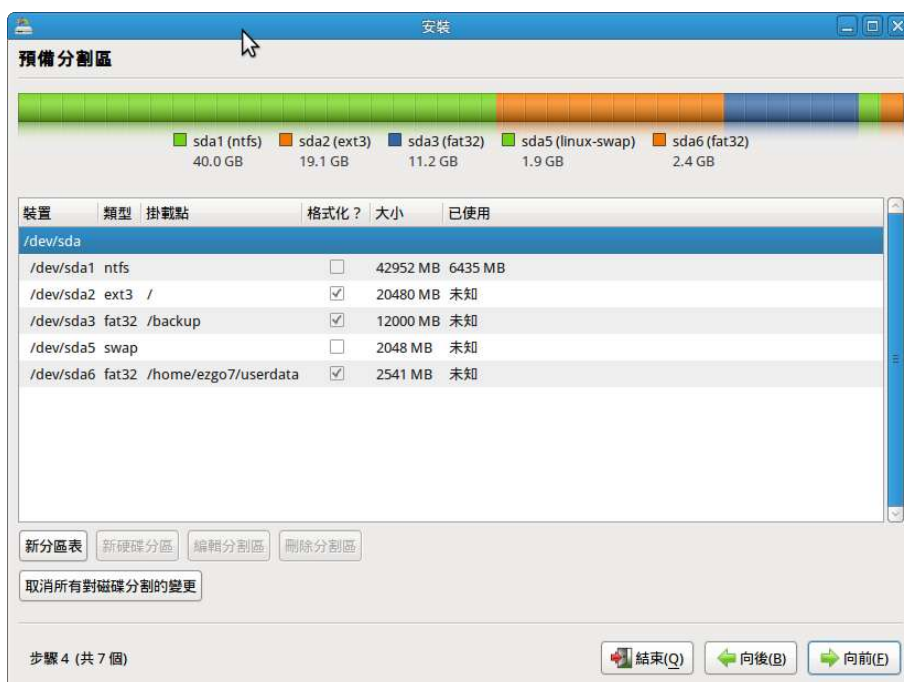 安裝
預備分割區
sda1 (ntfs) sda2 (ext3) sda3 (fat32) sda5 (linux-swap) sda6 (fat32)
40.0 GB 19.1 GB 11.2 GB 1.9 GB 2.4 GB
裝置 類型 掛載點 格式化？ 大小 已使用
/dev/sda
/dev/sda1 ntfs 42952 MB 6435 MB
/dev/sda2 ext3 / 20480 MB 未知
/dev/sda3 fat32 /backup 12000 MB 未知
/dev/sda5 swap 2048 MB 未知
/dev/sda6 fat32 /home/ezgo7/userdata 2541 MB 未知
新分區表 新硬碟分區 編輯分割區 刪除分割區
取消所有對磁碟分割的變更
步驟 4 (共 7 個) 結束(Q) 向後(B) 向前(F)